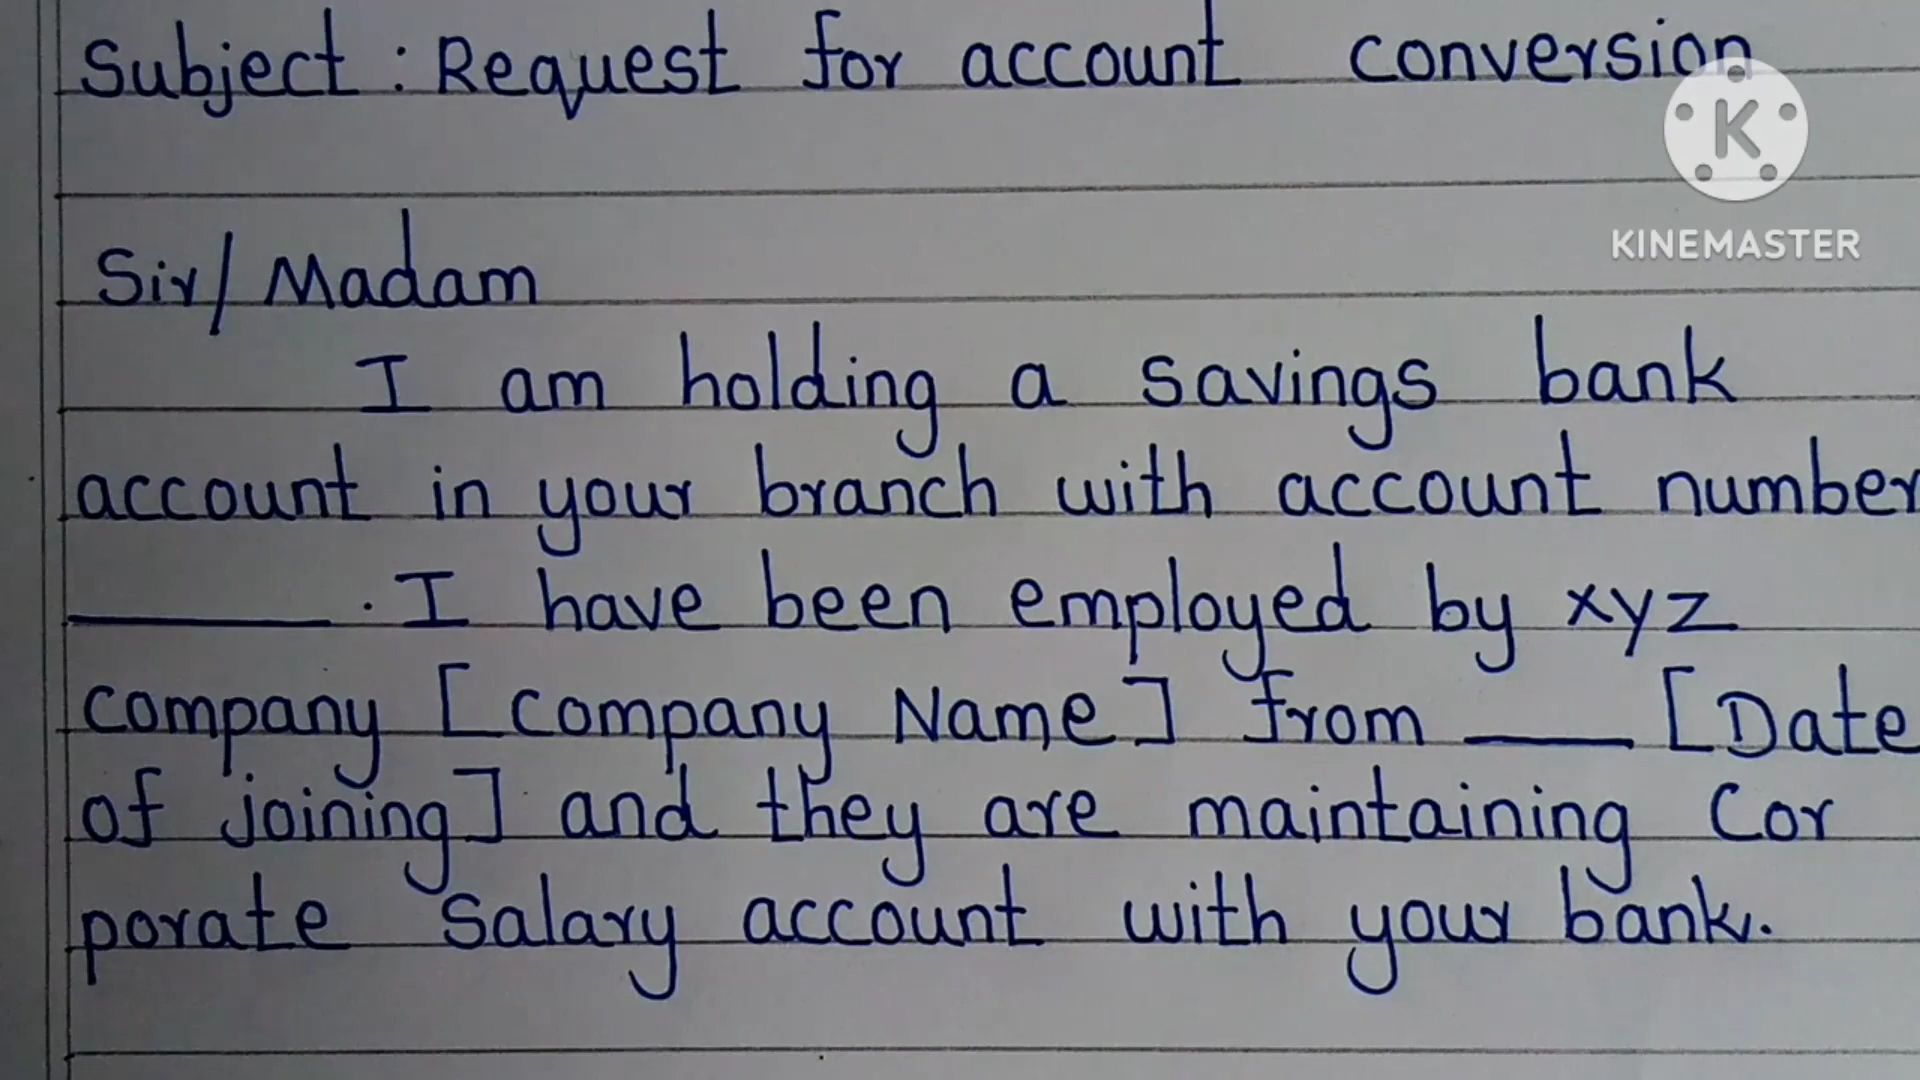 Subject : Request for account conversion
K
KINEMASTER
Sir/ Madam
I am holding a savings bank
account in your branch with account number
______ . I have been employed by xyz
company [Company Name] from ____ [Date
of joining] and they are maintaining Cor
porate Salary account with your bank.